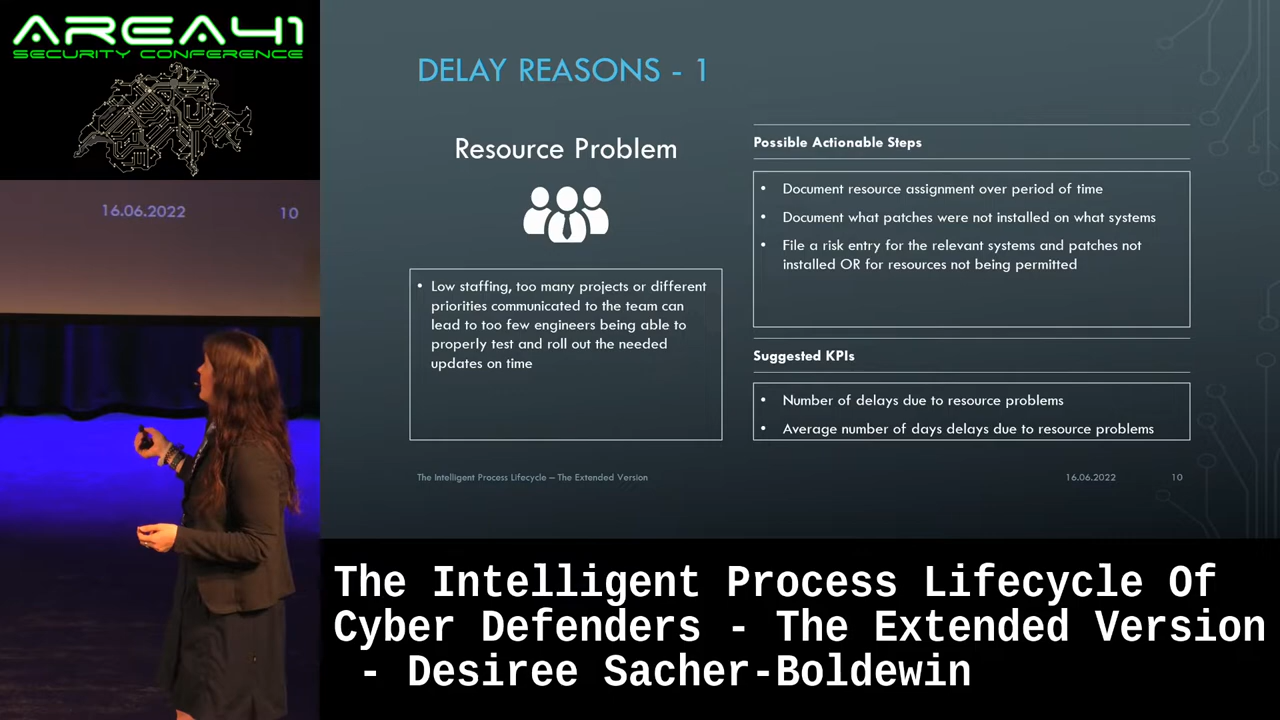 AREA41
SECURITY CONFERENCE
16.06.2022
10
DELAY REASONS - 1
Resource Problem
• Low staffing, too many projects or different
priorities communicated to the team can
lead to too few engineers being able to
properly test and roll out the needed
updates on time
Possible Actionable Steps
• Document resource assignment over period of time
• Document what patches were not installed on what systems
• File a risk entry for the relevant systems and patches not
installed OR for resources not being permitted
Suggested KPIs
• Number of delays due to resource problems
• Average number of days delays due to resource problems
The Intelligent Process Lifecycle – The Extended Version
16.06.2022
10
The Intelligent Process Lifecycle Of
Cyber Defenders - The Extended Version
- Desiree Sacher-Boldewin